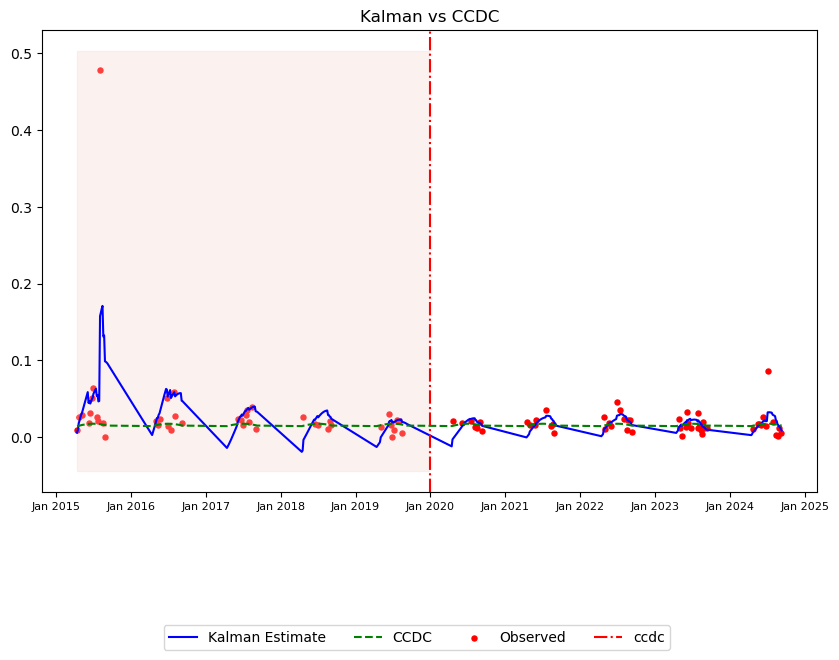 Kalman vs CCDC
0.5
0.4
0.3
0.2
0.1
0.0
Jan 2015 Jan 2016 Jan 2017 Jan 2018 Jan 2019 Jan 2020 Jan 2021 Jan 2022 Jan 2023 Jan 2024 Jan 2025
Kalman Estimate CCDC Observed ccdc